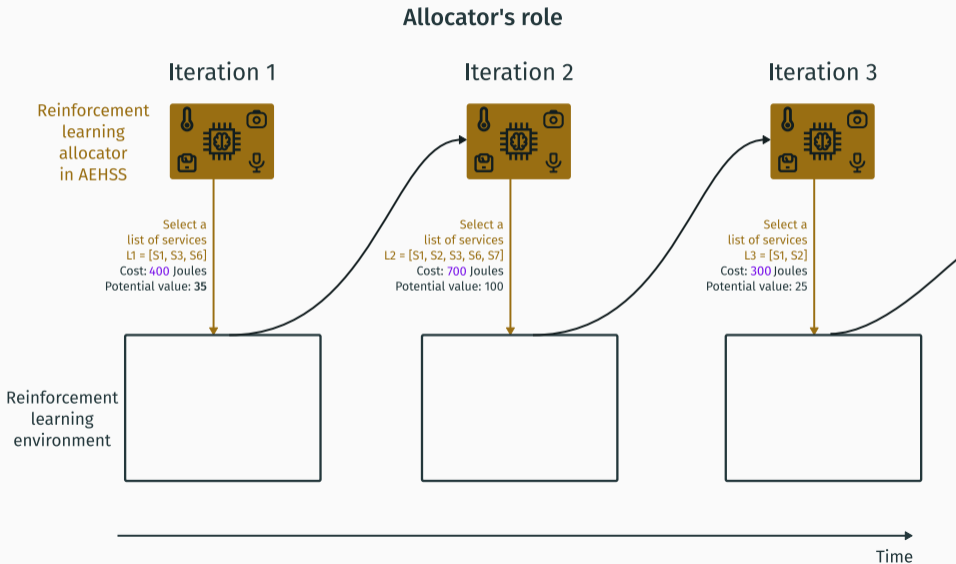 Allocator's role
Iteration 1
Iteration 2
Iteration 3
Reinforcement
learning
allocator
in AEHSS
Select a
list of services
L1 = [S1, S3, S6]
Cost: 400 Joules
Potential value: 35
Select a
list of services
L2 = [S1, S2, S3, S6, S7]
Cost: 700 Joules
Potential value: 100
Select a
list of services
L3 = [S1, S2]
Cost: 300 Joules
Potential value: 25
Reinforcement
learning
environment
Time